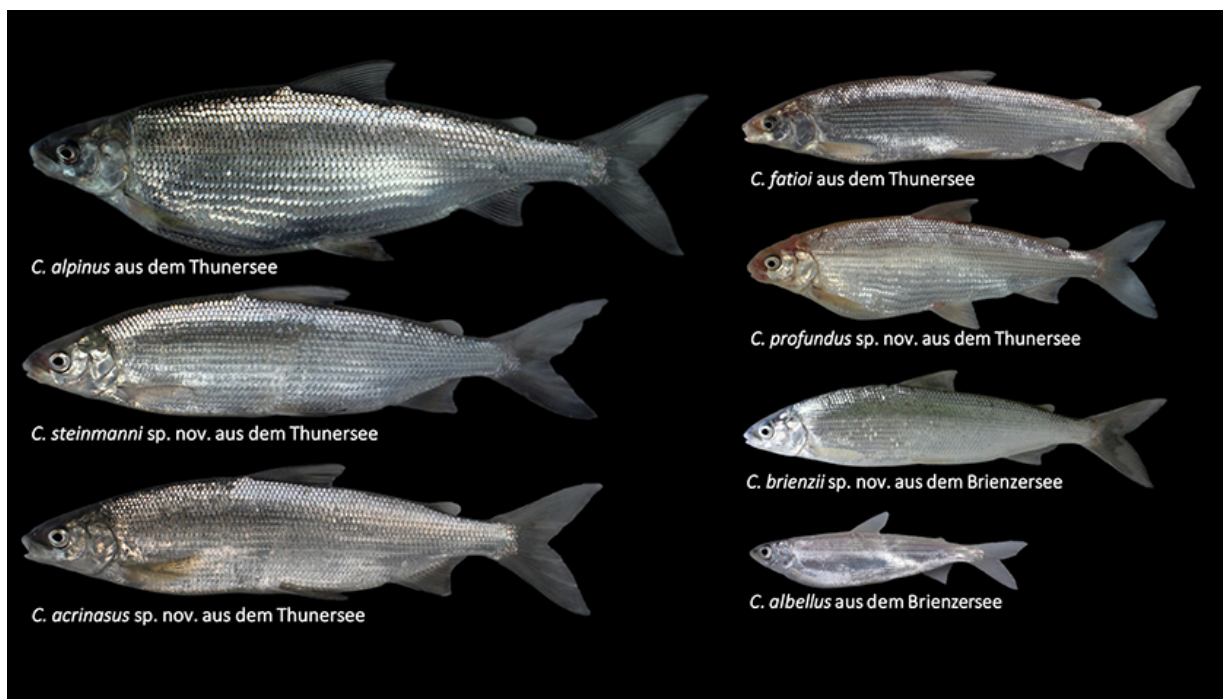 C. alpinus aus dem Thunersee
C. steinmanni sp. nov. aus dem Thunersee
C. acrinasus sp. nov. aus dem Thunersee
C. fatioi aus dem Thunersee
C. profundus sp. nov. aus dem Thunersee
C. brienzii sp. nov. aus dem Brienzersee
C. albellus aus dem Brienzersee